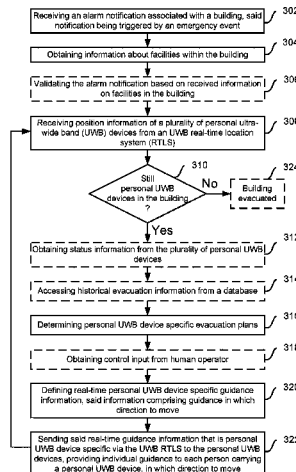 302
Receiving an alarm notification associated with a building, said
notification being triggered by an emergency event
304
Obtaining information about facilities within the building
306
Validating the alarm notification based on received information
on facilities in the building
Receiving position information of a plurality of personal ultra-
wide band (UWB) devices from an UWB real-time location
system (RTLS)
310
Still
personal UWB
devices in the building
?
No
Building
evacuated
Yes
312
Obtaining status information from the plurality of personal UWB
devices
314
Accessing historical evacuation information from a database
316
Determining personal UWB device specific evacuation plans
318
Obtaining control input from human operator
320
Defining real-time personal UWB device specific guidance
information, said information comprising guidance in which
direction to move
322
Sending said real-time guidance information that is personal
UWB device specific via the UWB RTLS to the personal UWB
devices, providing individual guidance to each person carrying
a personal UWB device, in which direction to move